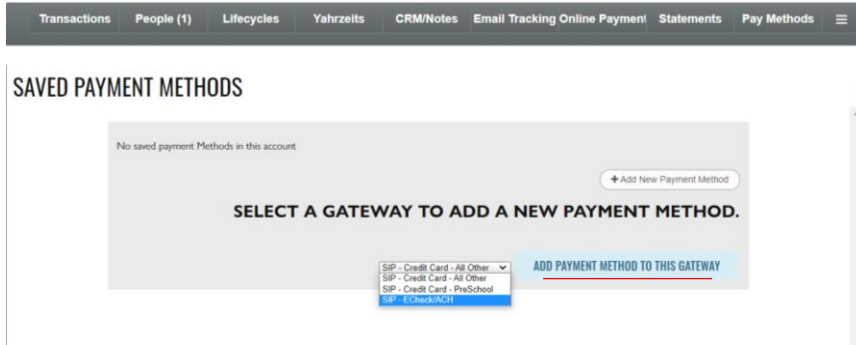 Transactions People (1) Lifecycles Yahrzeits CRM/Notes Email Tracking Online Payment Statements Pay Methods
SAVED PAYMENT METHODS
No saved payment Methods in this account
+ Add New Payment Method
SELECT A GATEWAY TO ADD A NEW PAYMENT METHOD.
SIP - Credit Card - All Other ADD PAYMENT METHOD TO THIS GATEWAY
SIP - Credit Card - All Other
SIP - Credit Card - PreSchool
SIP - ECheck/ACH